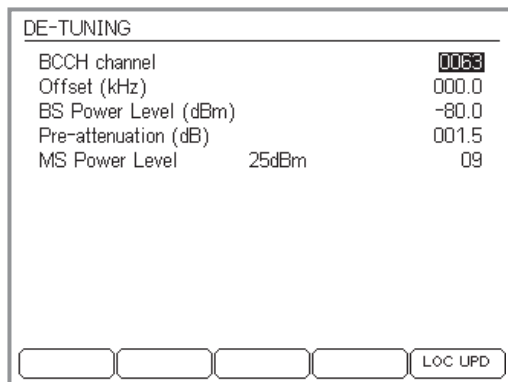 DE-TUNING
BCCH channel 0063
Offset (kHz) 000.0
BS Power Level (dBm) -80.0
Pre-attenuation (dB) 001.5
MS Power Level 25dBm 09
LOC UPD